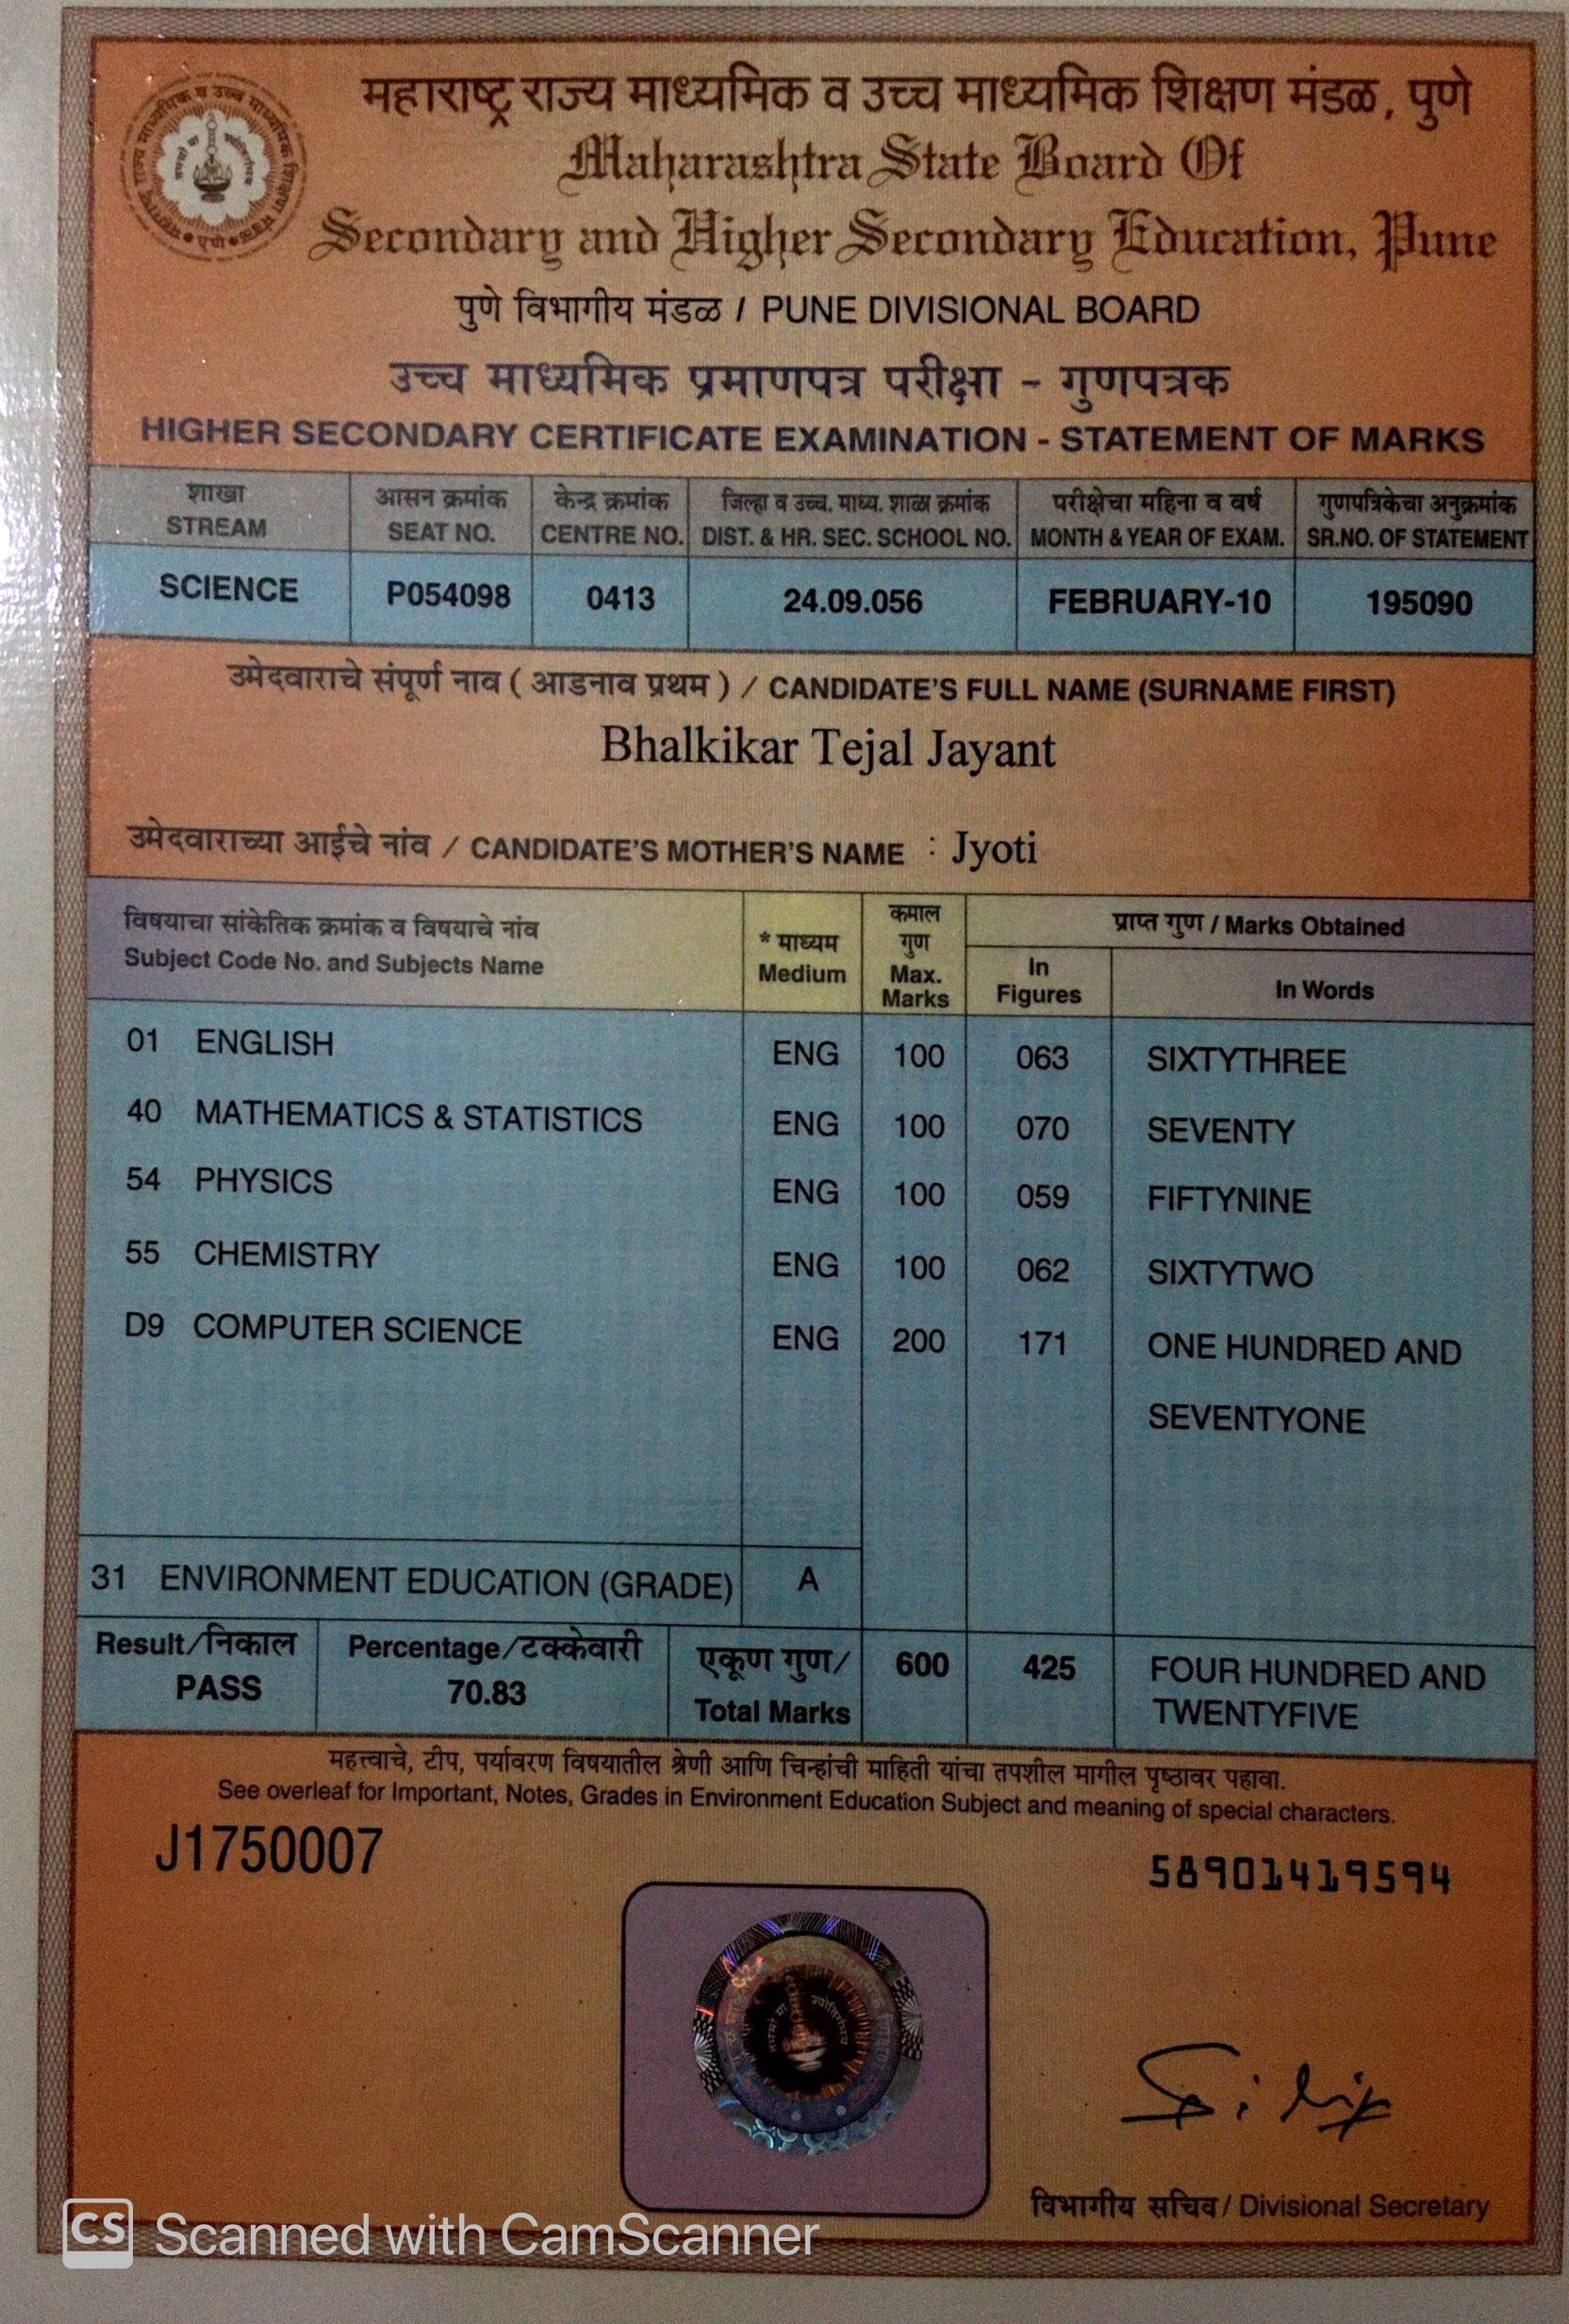 महाराष्ट्र राज्य माध्यमिक व उच्च माध्यमिक शिक्षण मंडळ, पुणे
Maharashtra State Board Of
Secondary and Higher Secondary Education, Pune
पुणे विभागीय मंडळ / PUNE DIVISIONAL BOARD
उच्च माध्यमिक प्रमाणपत्र परीक्षा - गुणपत्रक
HIGHER SECONDARY CERTIFICATE EXAMINATION - STATEMENT OF MARKS
शाखा आसन क्रमांक केन्द्र क्रमांक जिल्हा व उच्च. माध्य. शाळा क्रमांक परीक्षेचा महिना व वर्ष गुणपत्रिकेचा अनुक्रमांक
STREAM SEAT NO. CENTRE NO. DIST. & HR. SEC. SCHOOL NO. MONTH & YEAR OF EXAM. SR.NO. OF STATEMENT
SCIENCE P054098 0413 24.09.056 FEBRUARY-10 195090
उमेदवाराचे संपूर्ण नाव ( आडनाव प्रथम ) / CANDIDATE'S FULL NAME (SURNAME FIRST)
Bhalkikar Tejal Jayant
उमेदवाराच्या आईचे नांव / CANDIDATE'S MOTHER'S NAME : Jyoti
विषयाचा सांकेतिक क्रमांक व विषयाचे नांव
Subject Code No. and Subjects Name
* माध्यम
Medium
कमाल
गुण
Max.
Marks
प्राप्त गुण / Marks Obtained
In
Figures
In Words
01 ENGLISH ENG 100 063 SIXTYTHREE
40 MATHEMATICS & STATISTICS ENG 100 070 SEVENTY
54 PHYSICS ENG 100 059 FIFTYNINE
55 CHEMISTRY ENG 100 062 SIXTYTWO
D9 COMPUTER SCIENCE ENG 200 171 ONE HUNDRED AND
SEVENTYONE
31 ENVIRONMENT EDUCATION (GRADE) A
Result/निकाल
PASS
Percentage/टक्केवारी
70.83
एकूण गुण/
Total Marks
600 425 FOUR HUNDRED AND
TWENTYFIVE
महत्त्वाचे, टीप, पर्यावरण विषयातील श्रेणी आणि चिन्हांची माहिती यांचा तपशील मागील पृष्ठावर पहावा.
See overleaf for Important, Notes, Grades in Environment Education Subject and meaning of special characters.
J1750007
58901419594
विभागीय सचिव / Divisional Secretary
CS Scanned with CamScanner